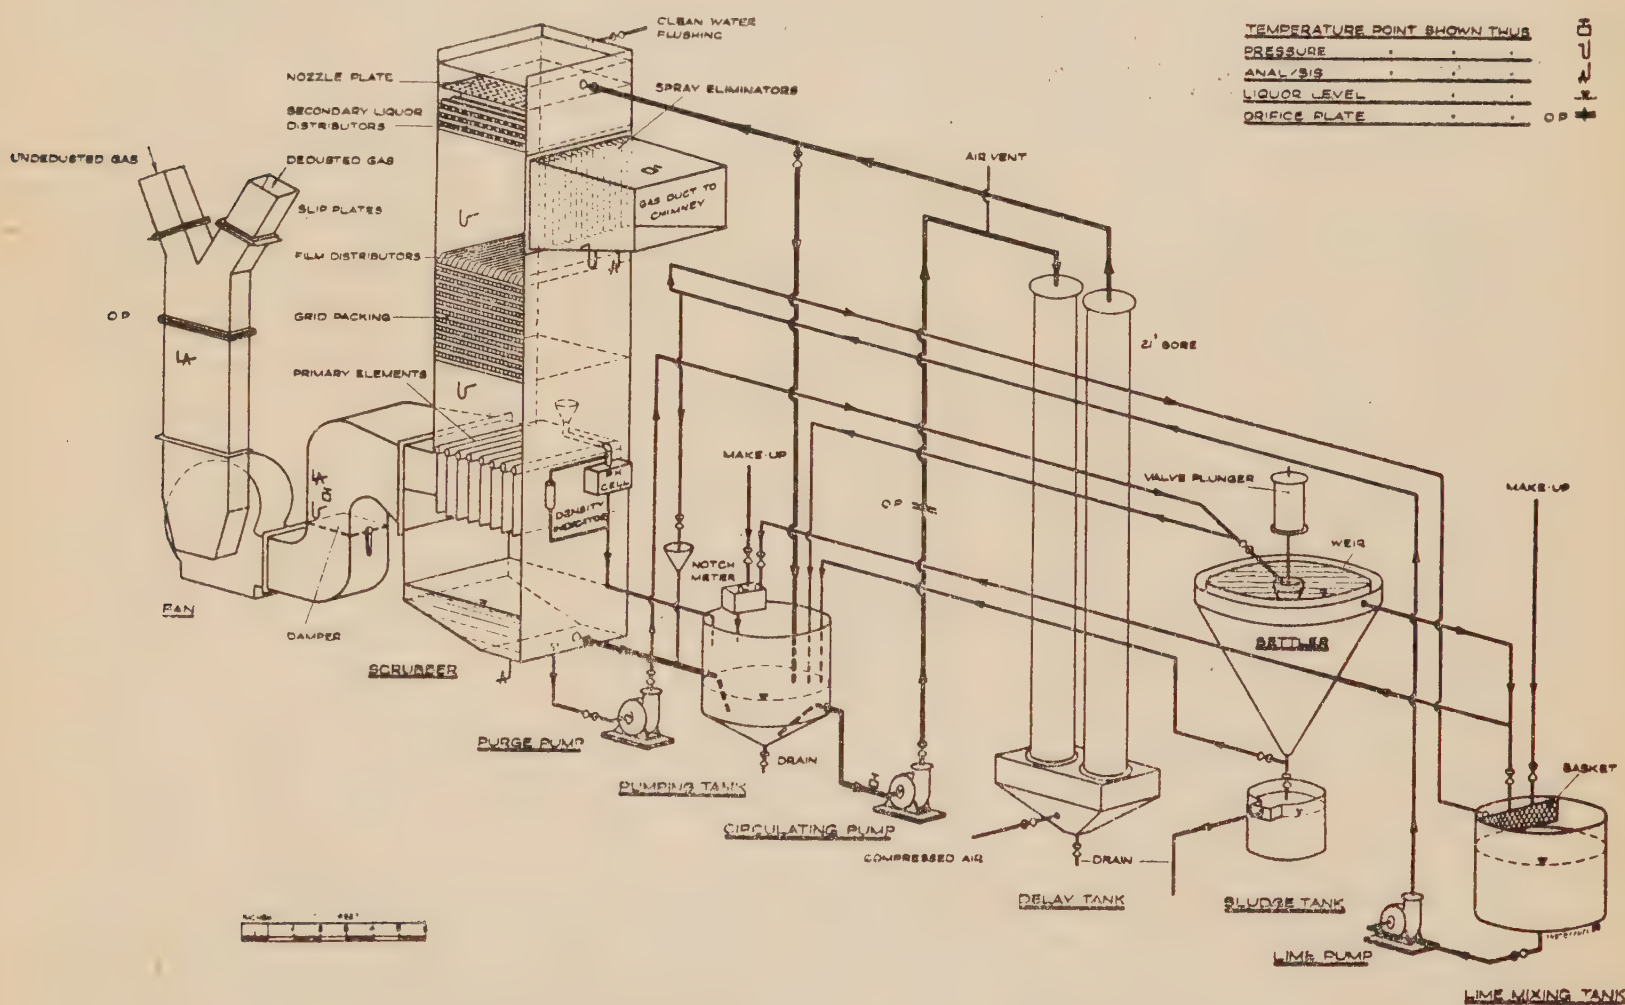 CLEAN WATER
FLUSHING
TEMPERATURE POINT SHOWN THUS
PRESSURE
ANALYSIS
LIQUOR LEVEL
ORIFICE PLATE
O P
NOZZLE PLATE
SPRAY ELIMINATORS
SECONDARY LIQUOR
DISTRIBUTORS
UNDEDUSTED GAS
DEDUSTED GAS
AIR VENT
SLIP PLATES
GAS DUCT TO
CHIMNEY
FILM DISTRIBUTORS
O P
GRID PACKING
21" BORE
PRIMARY ELEMENTS
MAKE-UP
PH
CELL
VALVE PLUNGER
MAKE-UP
DENSITY
INDICATOR
O P
WEIR
NOTCH
METER
FAN
DAMPER
SETTLER
SCRUBBER
PURGE PUMP
DRAIN
BASKET
PUMPING TANK
CIRCULATING PUMP
COMPRESSED AIR
DRAIN
DELAY TANK
SLUDGE TANK
INCHES
FEET
LIME PUMP
LIME MIXING TANK